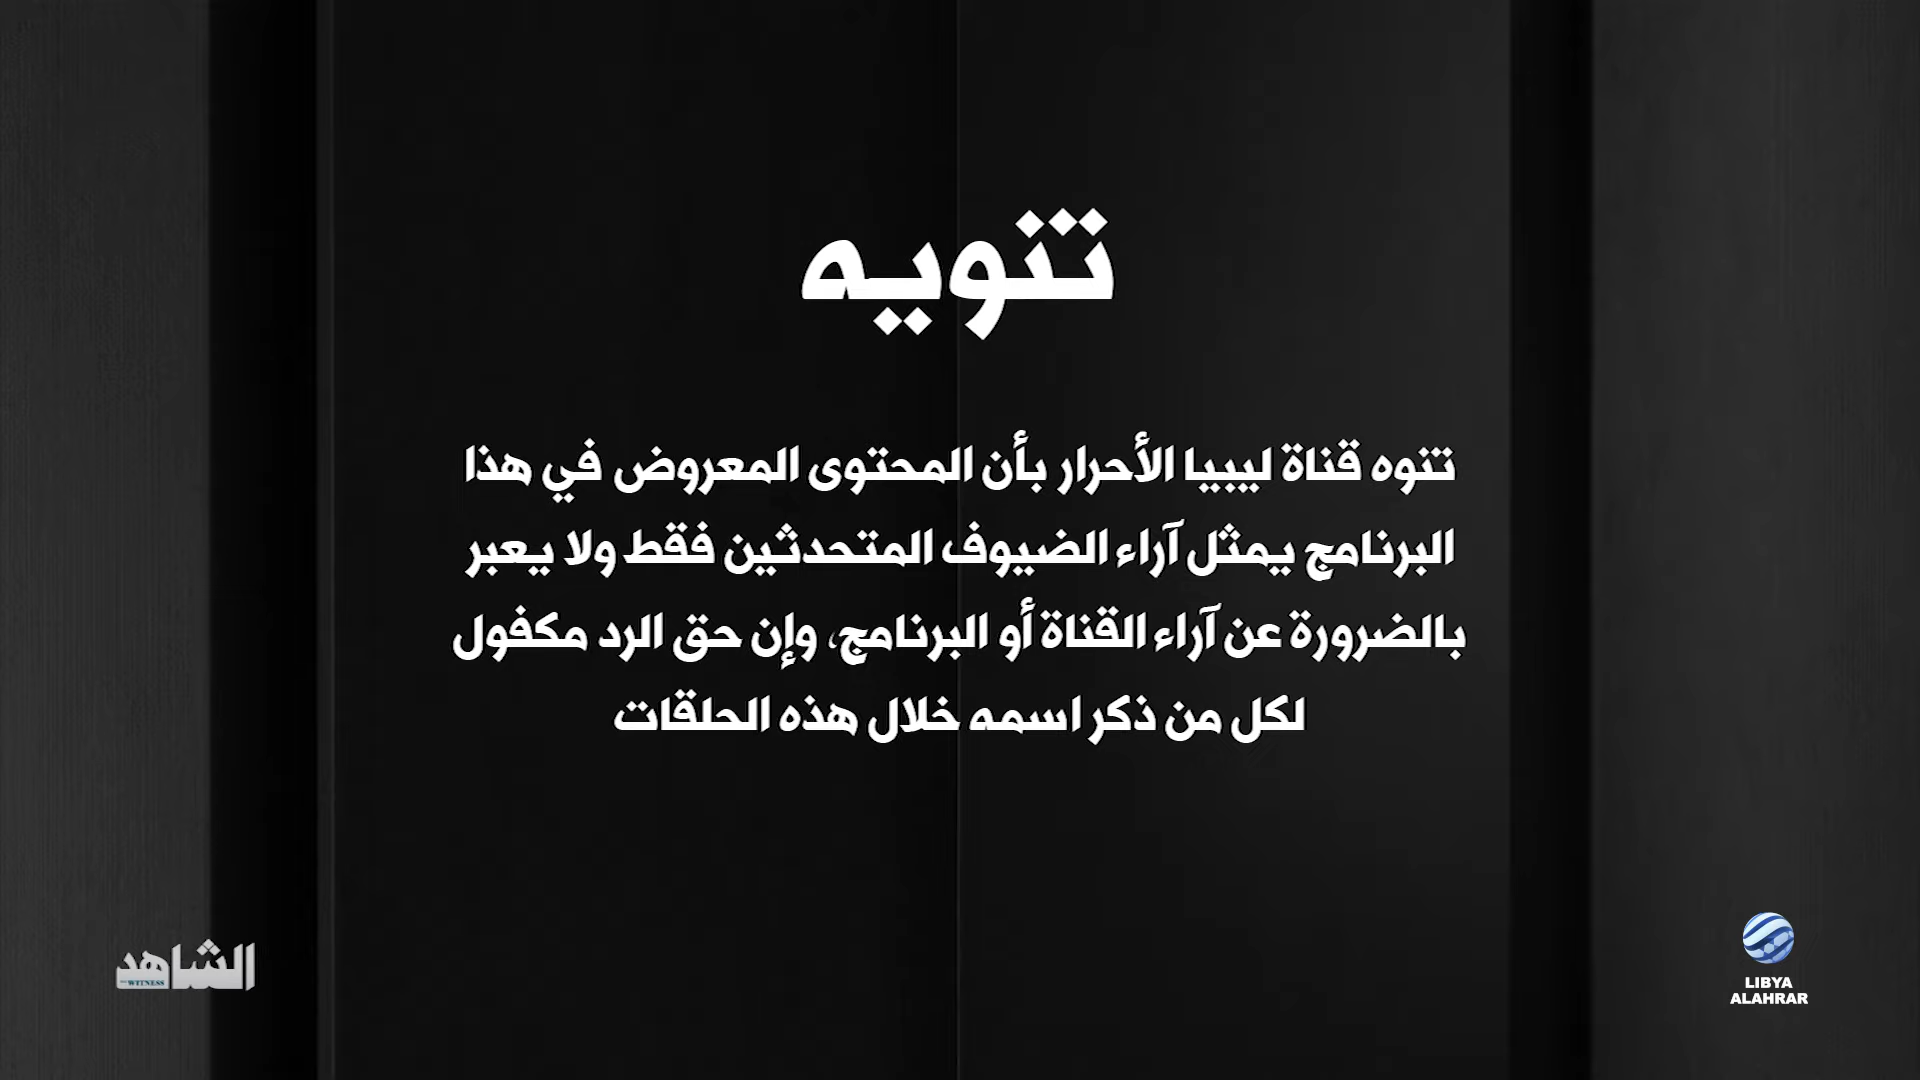 تنويه
تنوه قناة ليبيا الأحرار بأن المحتوى المعروض في هذا
البرنامج يمثل آراء الضيوف المتحدثين فقط ولا يعبر
بالضرورة عن آراء القناة أو البرنامج، وإن حق الرد مكفول
لكل من ذكر اسمه خلال هذه الحلقات
الشاهد
THE WITNESS
LIBYA
ALAHRAR